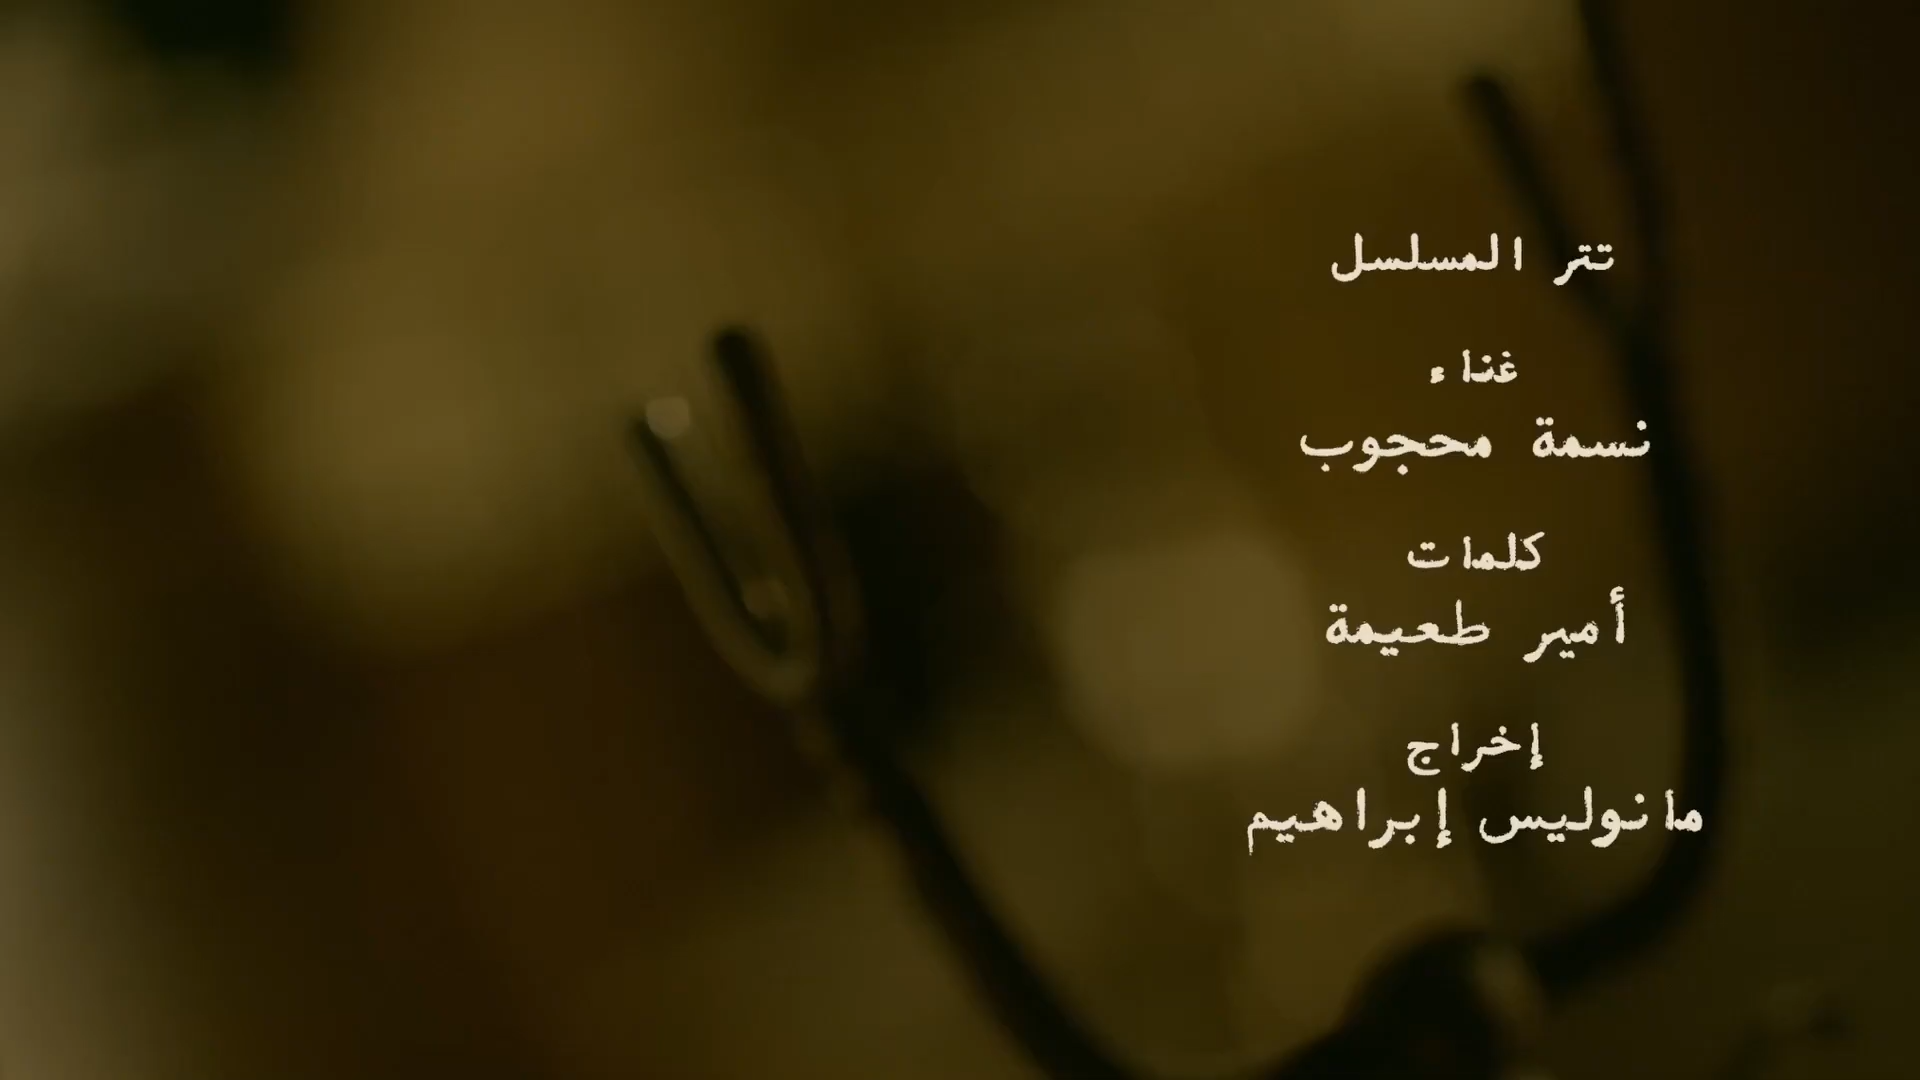 تتر المسلسل
غناء
نسمة محجوب
كلمات
أمير طعيمة
إخراج
مانوليس إبراهيم